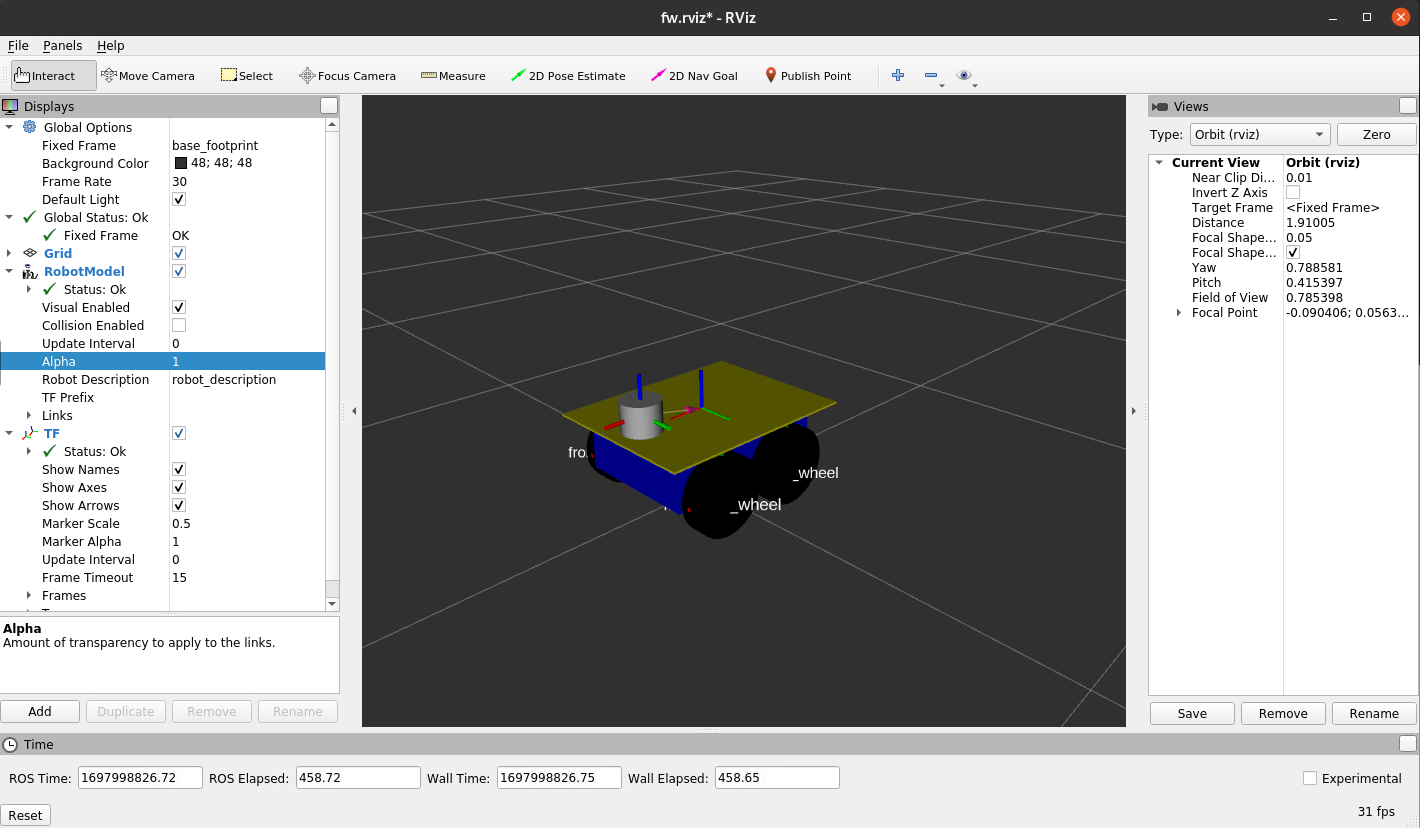 fw.rviz* - RViz
File Panels Help
Interact Move Camera Select Focus Camera Measure 2D Pose Estimate 2D Nav Goal Publish Point
Displays
Global Options
Fixed Frame base_footprint
Background Color 48; 48; 48
Frame Rate 30
Default Light
Global Status: Ok
Fixed Frame OK
Grid
RobotModel
Status: Ok
Visual Enabled
Collision Enabled
Update Interval 0
Alpha 1
Robot Description robot_description
TF Prefix
Links
TF
Status: Ok
Show Names
Show Axes
Show Arrows
Marker Scale 0.5
Marker Alpha 1
Update Interval 0
Frame Timeout 15
Frames
Alpha
Amount of transparency to apply to the links.
Add Duplicate Remove Rename
fro
_wheel
_wheel
Views
Type: Orbit (rviz) Zero
Current View Orbit (rviz)
Near Clip Di... 0.01
Invert Z Axis
Target Frame <Fixed Frame>
Distance 1.91005
Focal Shape... 0.05
Focal Shape...
Yaw 0.788581
Pitch 0.415397
Field of View 0.785398
Focal Point -0.090406; 0.0563...
Save Remove Rename
Time
ROS Time: 1697998826.72 ROS Elapsed: 458.72 Wall Time: 1697998826.75 Wall Elapsed: 458.65 Experimental
Reset 31 fps